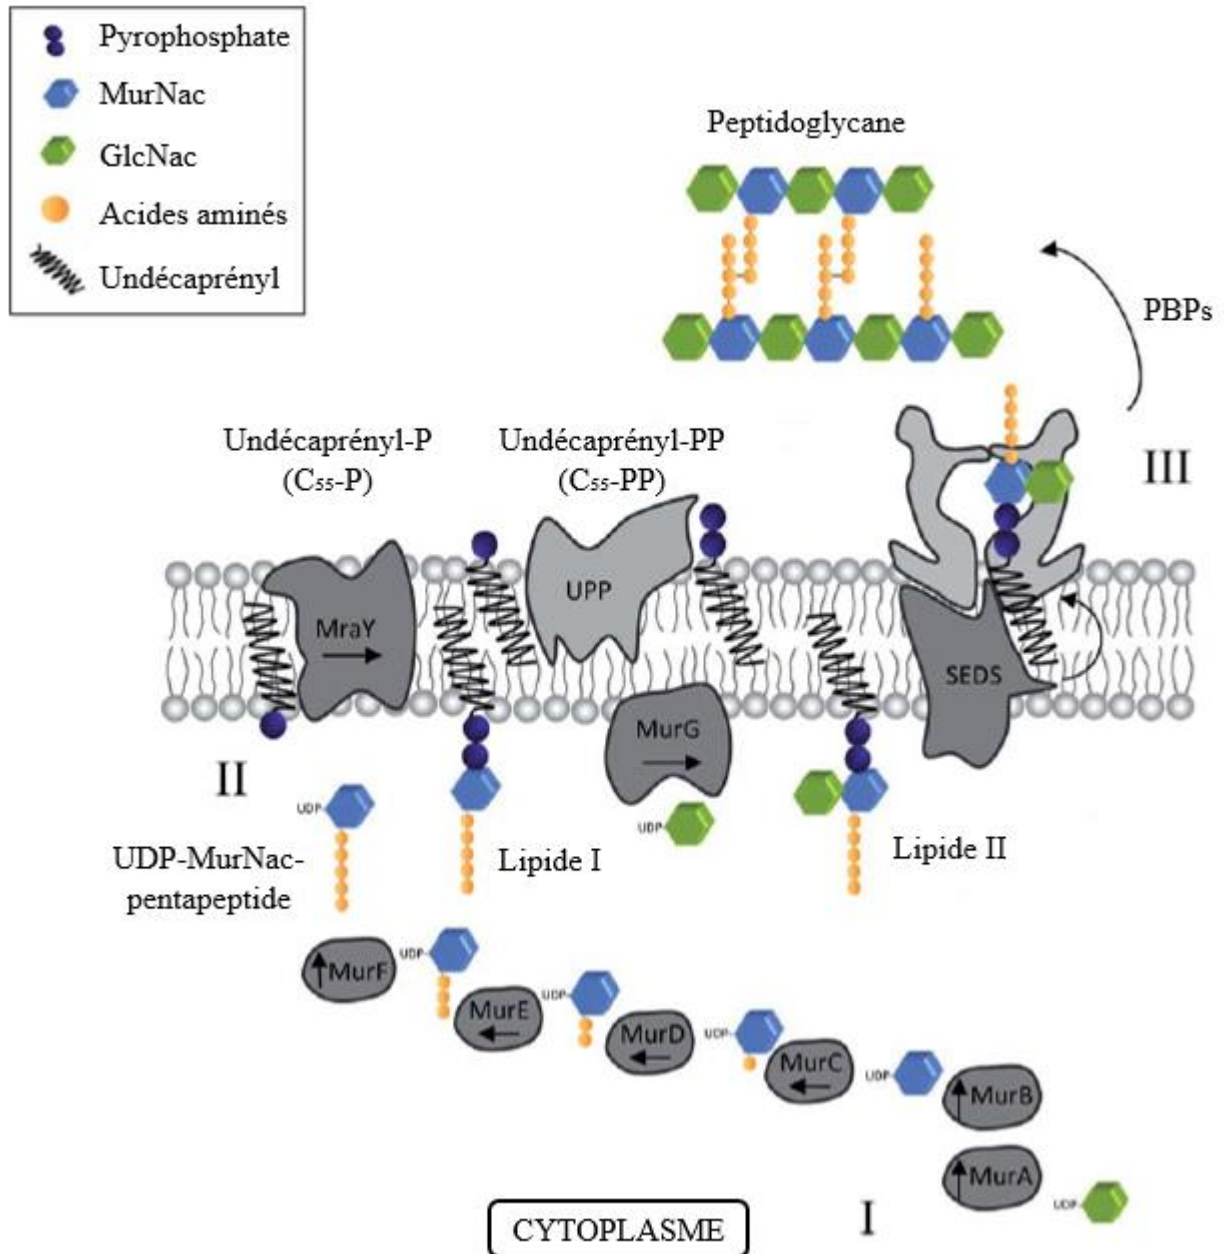 Pyrophosphate
MurNac
GlcNac
Acides aminés
Undécaprényl
Peptidoglycane
PBPs
Undécaprényl-P
(C₅₅-P)
Undécaprényl-PP
(C₅₅-PP)
III
MraY
UPP
SEDS
MurG
II
UDP-
UDP-
UDP-MurNac-
pentapeptide
Lipide I
Lipide II
MurF
UDP-
MurE
UDP-
MurD
UDP-
MurC
UDP-
MurB
MurA
UDP-
I
CYTOPLASME